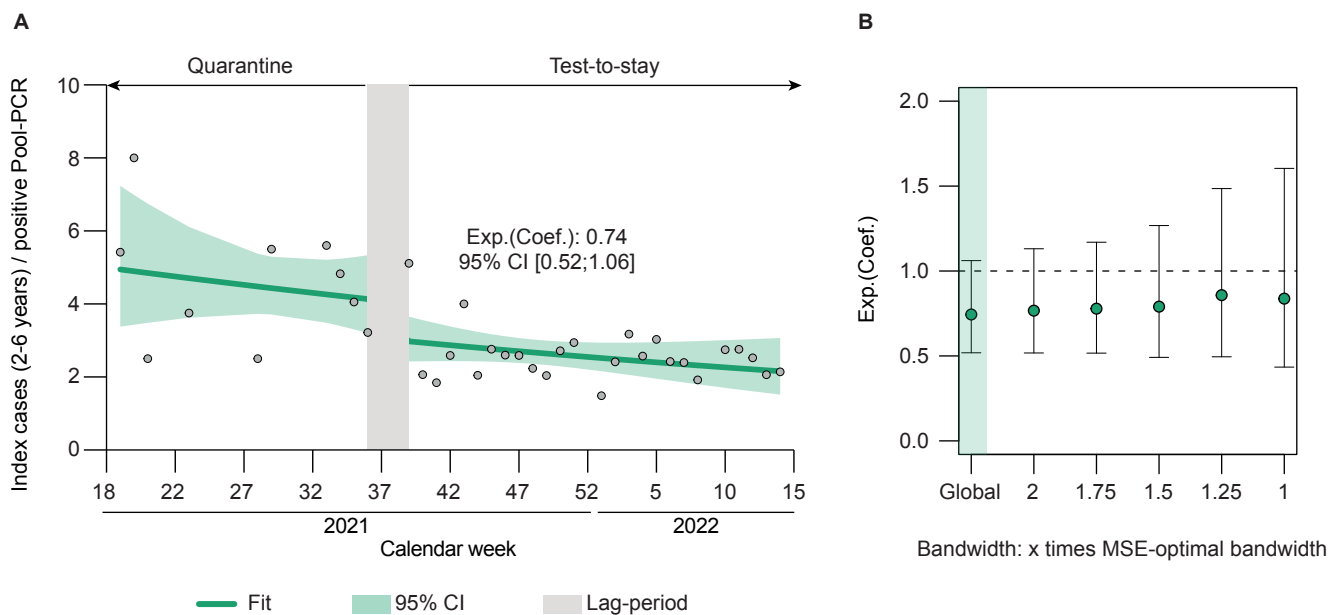 A
Quarantine
Test-to-stay
Index cases (2-6 years) / positive Pool-PCR
10
8
6
4
2
0
Exp.(Coef.): 0.74
95% CI [0.52;1.06]
18 22 27 32 37 42 47 52 5 10 15
2021 2022
Calendar week
Fit 95% CI Lag-period
B
Exp.(Coef.)
2.0
1.5
1.0
0.5
0.0
Global 2 1.75 1.5 1.25 1
Bandwidth: x times MSE-optimal bandwidth